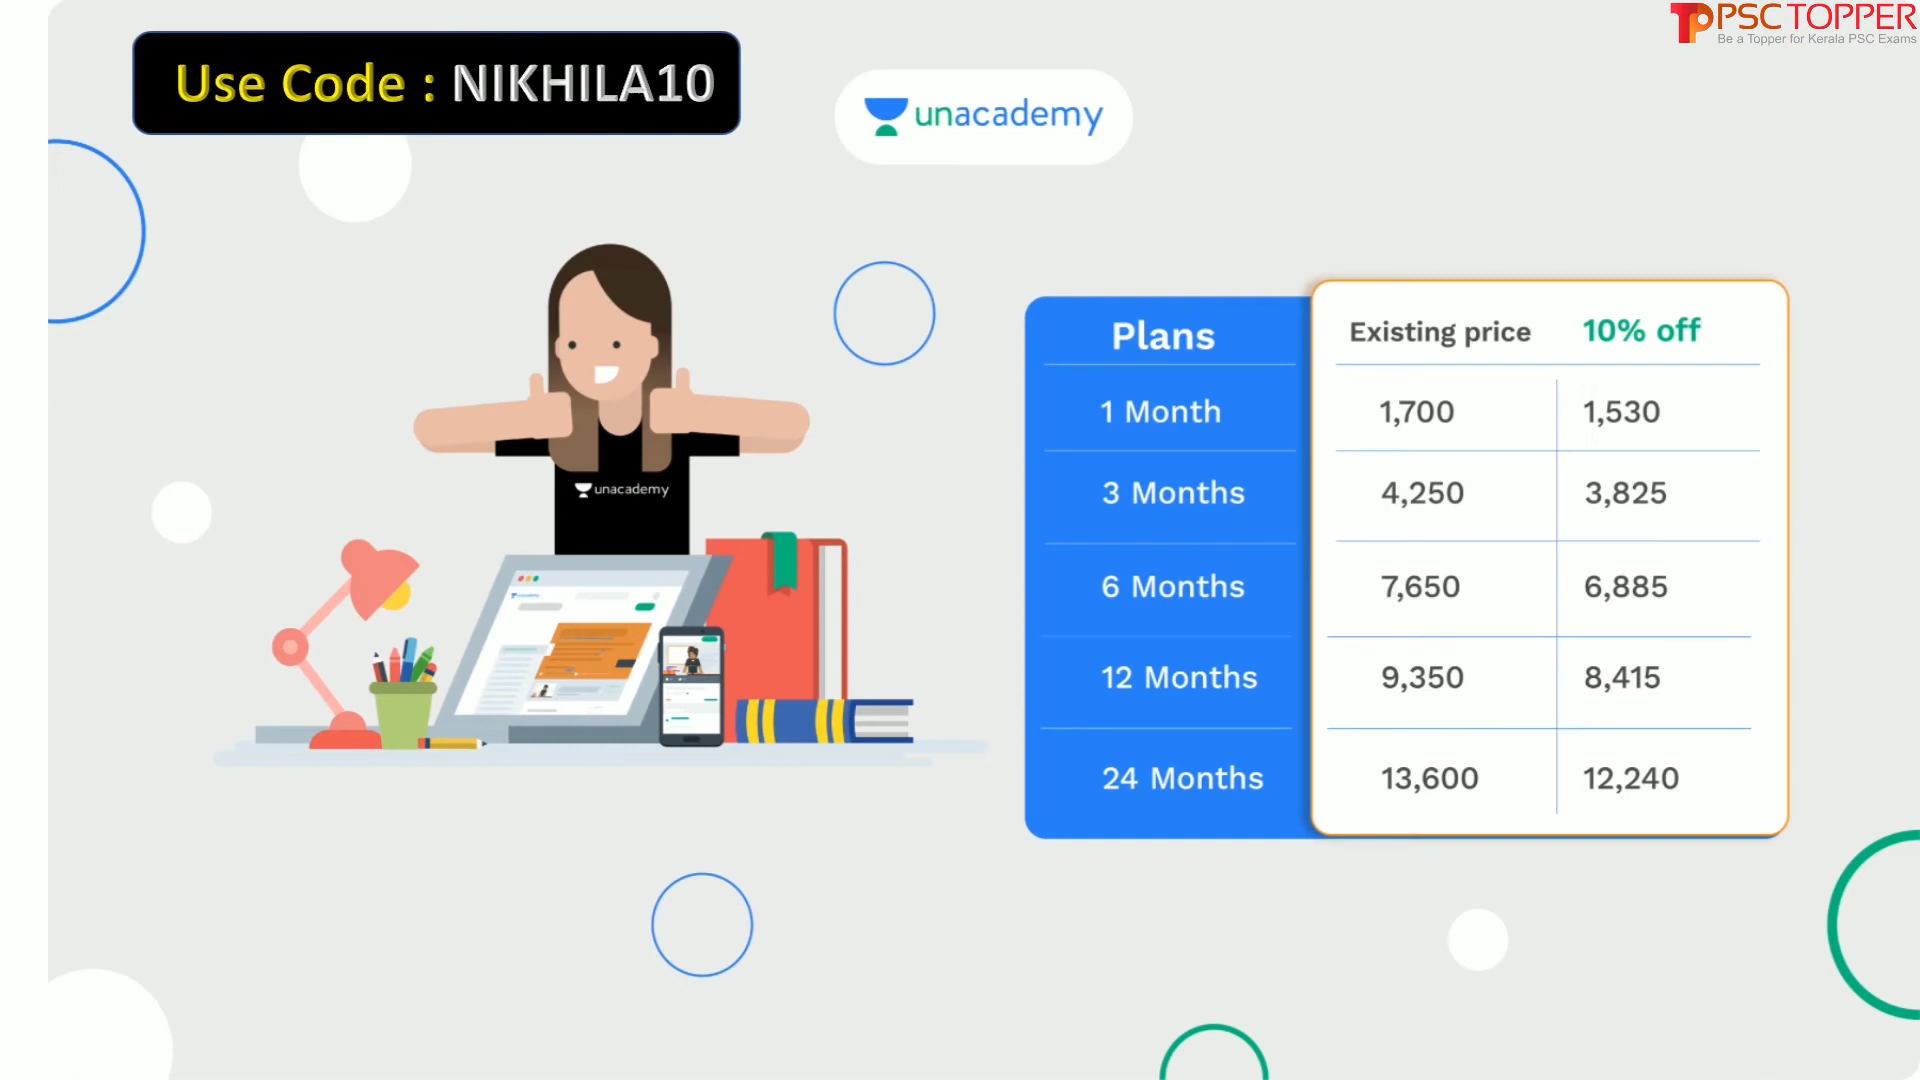 PSC TOPPER
Be a Topper for Kerala PSC Exams
Use Code : NIKHILA10
unacademy
unacademy
Plans Existing price 10% off
1 Month 1,700 1,530
3 Months 4,250 3,825
6 Months 7,650 6,885
12 Months 9,350 8,415
24 Months 13,600 12,240